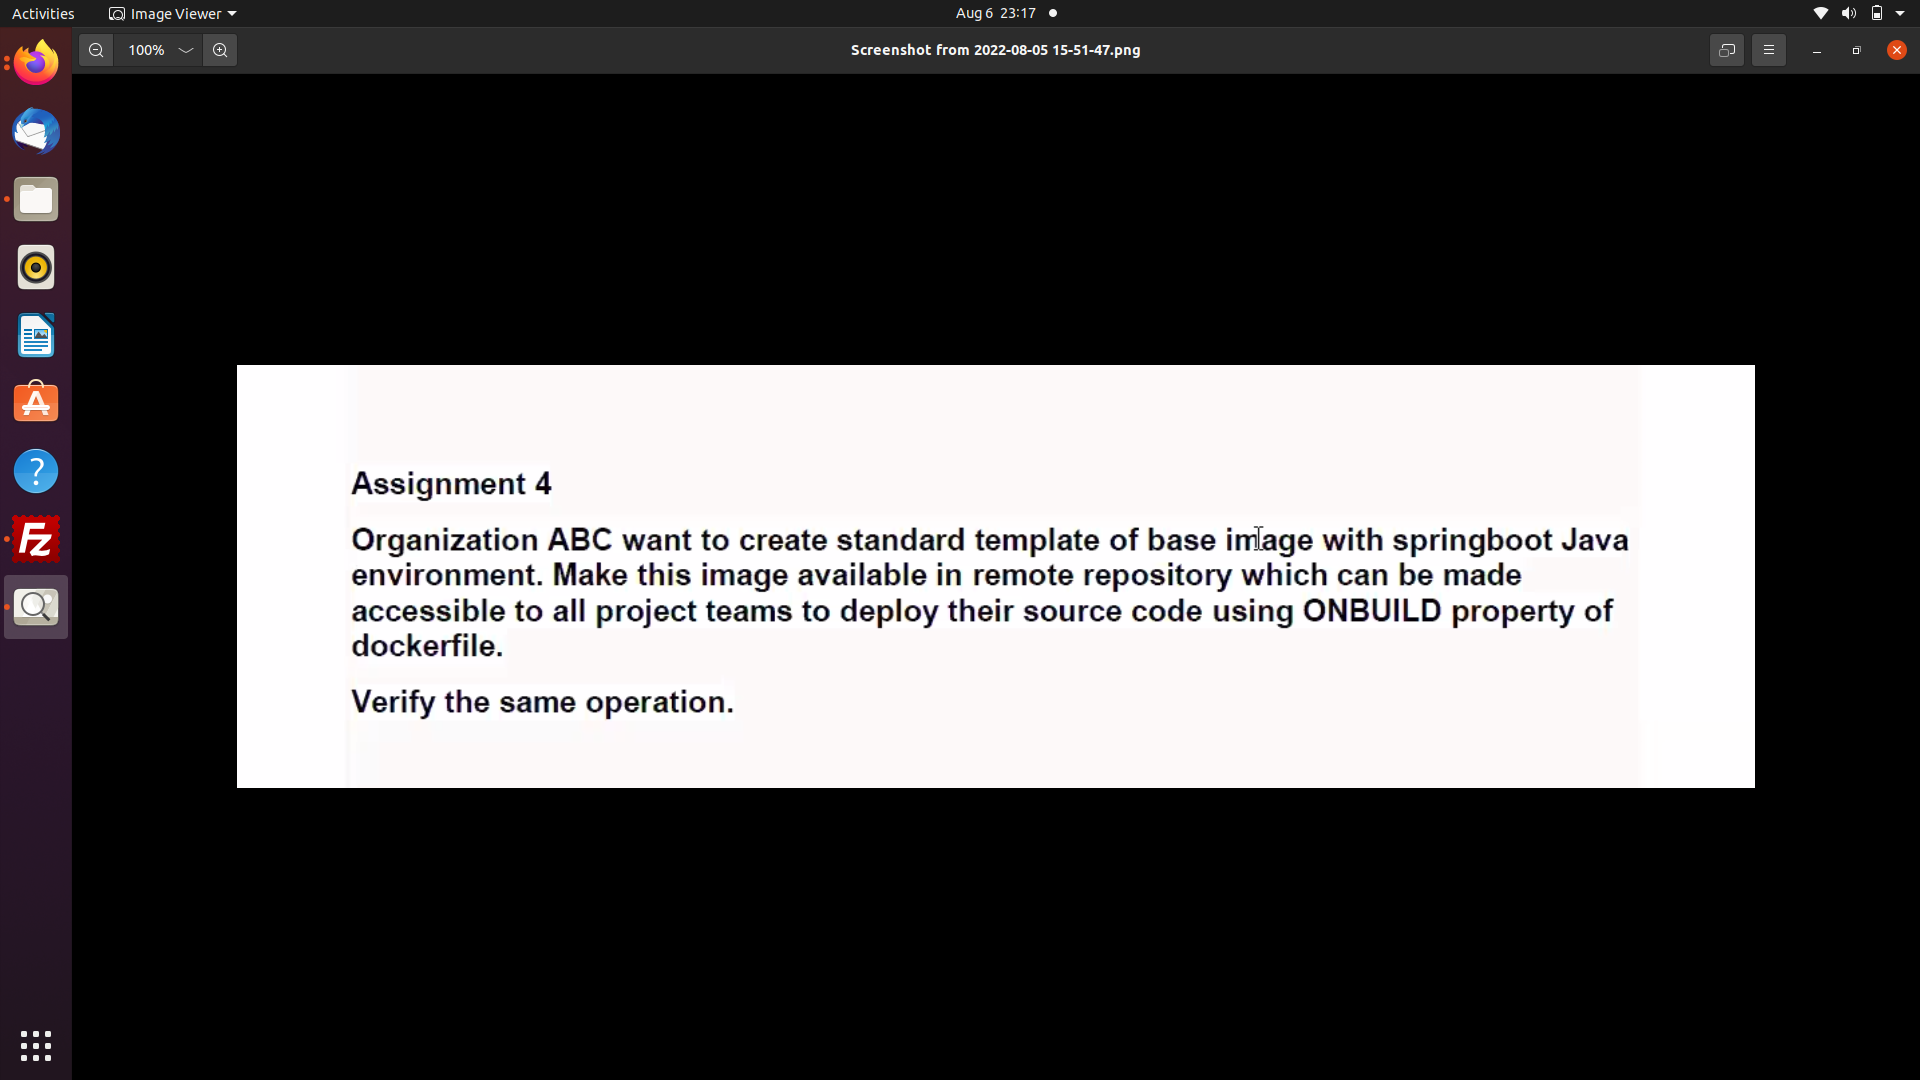 Activities
Image Viewer
Aug 6 23:17
100%
Screenshot from 2022-08-05 15-51-47.png
Assignment 4
Organization ABC want to create standard template of base image with springboot Java
environment. Make this image available in remote repository which can be made
accessible to all project teams to deploy their source code using ONBUILD property of
dockerfile.
Verify the same operation.
?
Fz